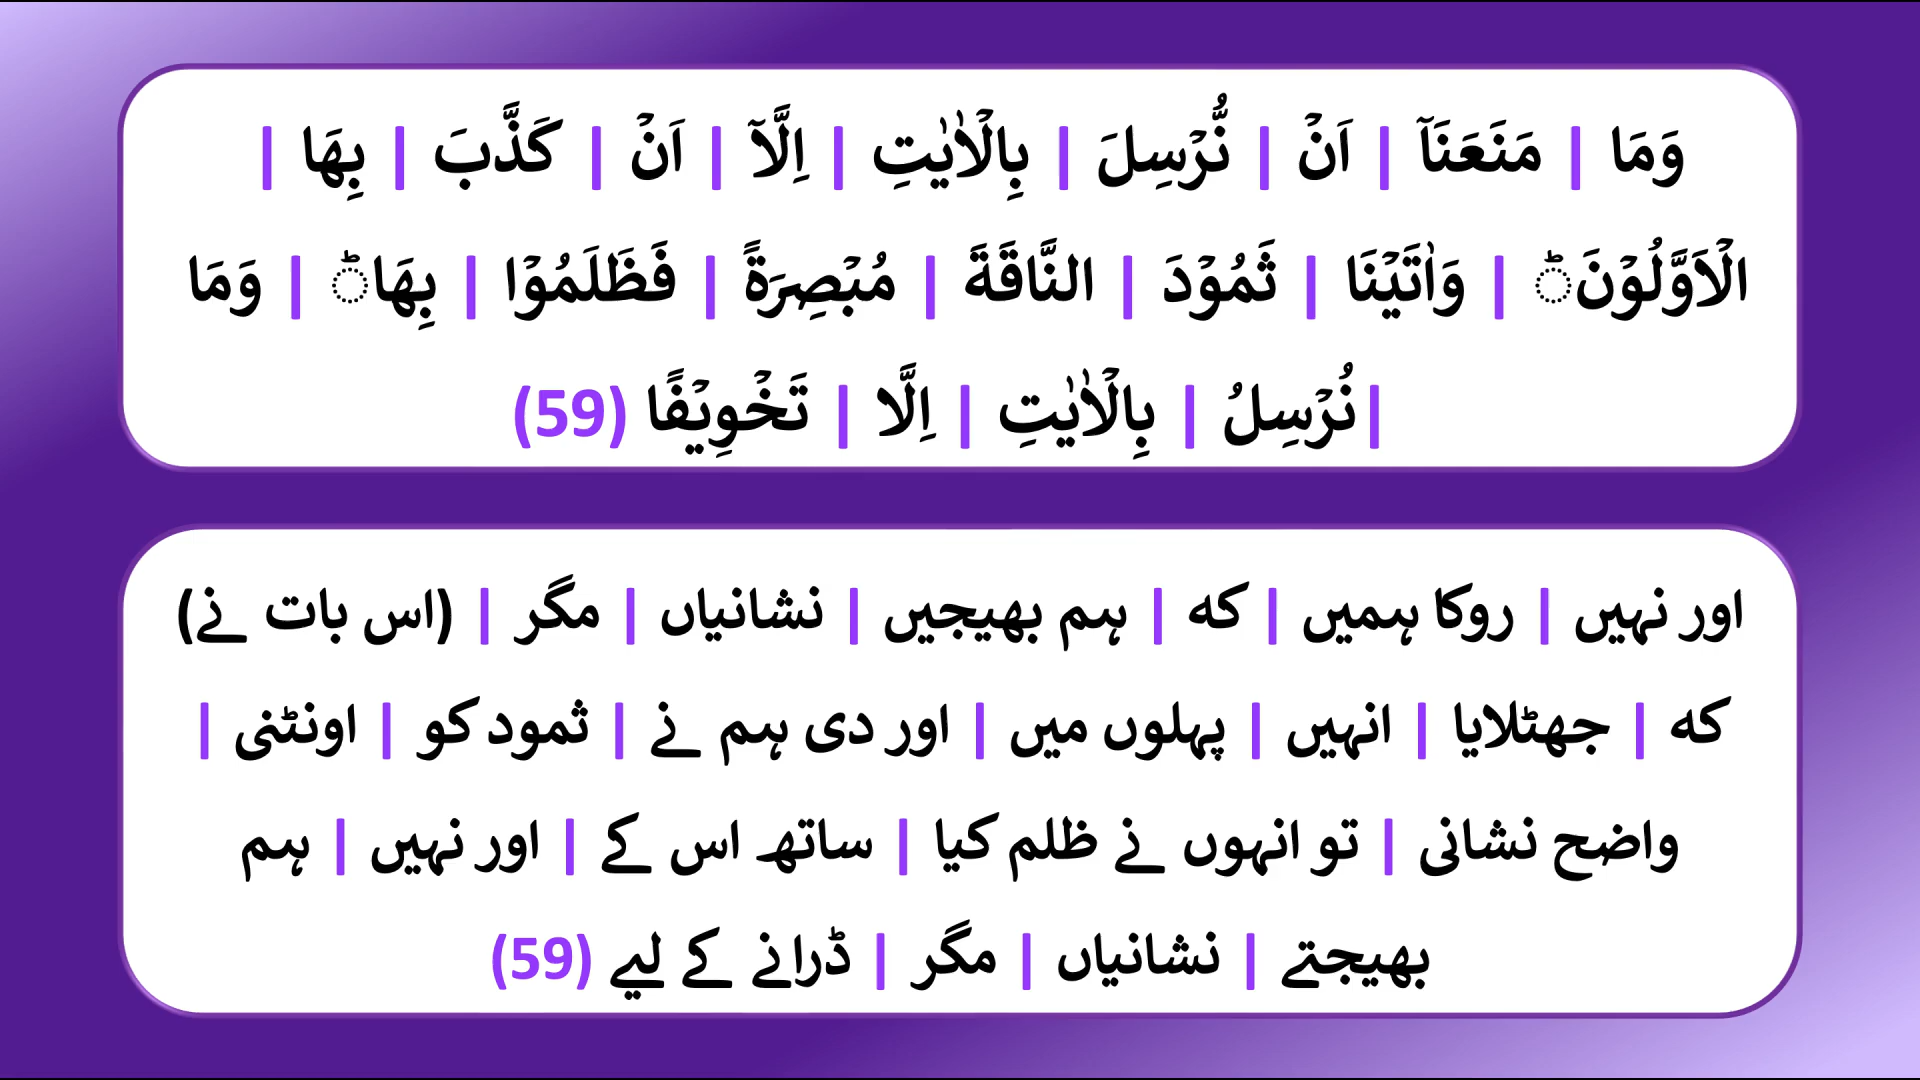 وَمَا | مَنَعَنَاۤ | اَنْ | نُّرْسِلَ | بِالْاٰیٰتِ | اِلَّاۤ | اَنْ | كَذَّبَ | بِهَا |
الْاَوَّلُوْنَؕ | وَاٰتَیْنَا | ثَمُوْدَ | النَّاقَةَ | مُبْصِرَةً | فَظَلَمُوْا | بِهَاؕ | وَمَا
| نُرْسِلُ | بِالْاٰیٰتِ | اِلَّا | تَخْوِیْفًا (59)
اور نہیں | روکا ہمیں | کہ | ہم بھیجیں | نشانیاں | مگر | (اس بات نے)
کہ | جھٹلایا | انہیں | پہلوں میں | اور دی ہم نے | ثمود کو | اونٹنی |
واضح نشانی | تو انہوں نے ظلم کیا | ساتھ اس کے | اور نہیں | ہم
بھیجتے | نشانیاں | مگر | ڈرانے کے لیے (59)